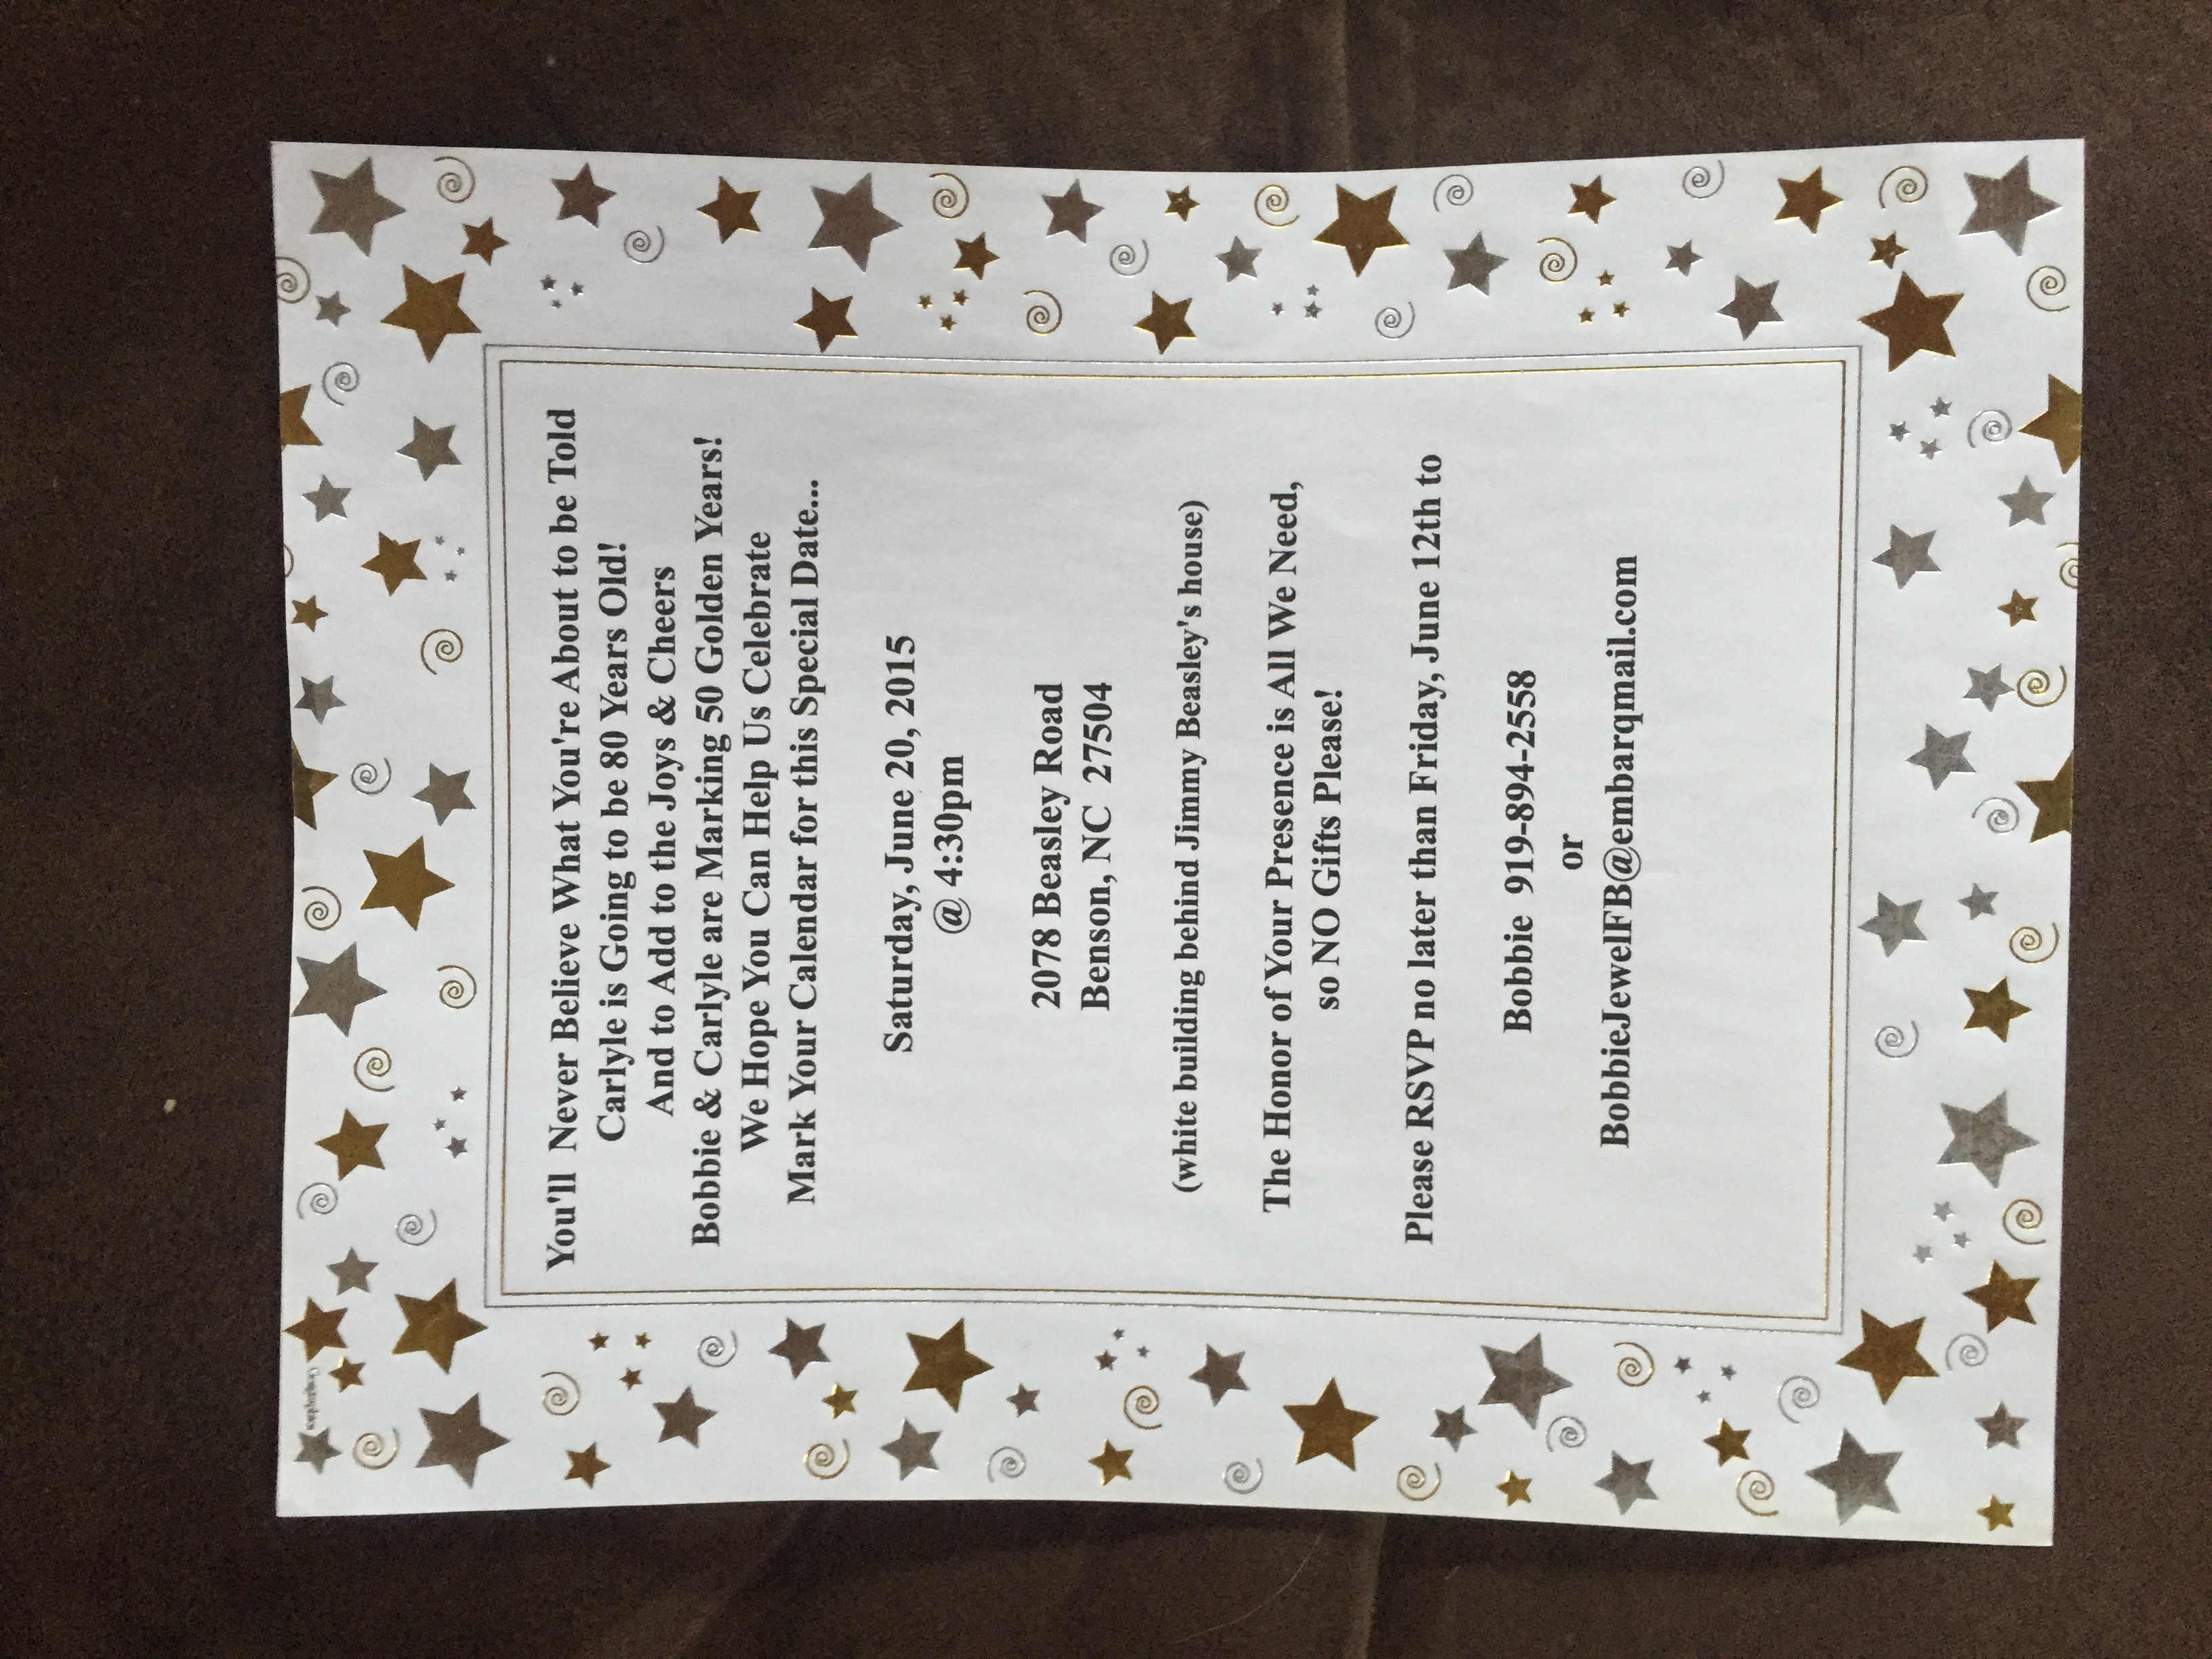 You'll Never Believe What You're About to be Told
Carlyle is Going to be 80 Years Old!
And to Add to the Joys & Cheers
Bobbie & Carlyle are Marking 50 Golden Years!
We Hope You Can Help Us Celebrate
Mark Your Calendar for this Special Date...
Saturday, June 20, 2015
@ 4:30pm
2078 Beasley Road
Benson, NC 27504
(white building behind Jimmy Beasley's house)
The Honor of Your Presence is All We Need,
so NO Gifts Please!
Please RSVP no later than Friday, June 12th to
Bobbie 919-894-2558
or
BobbieJewelFB@embarqmail.com